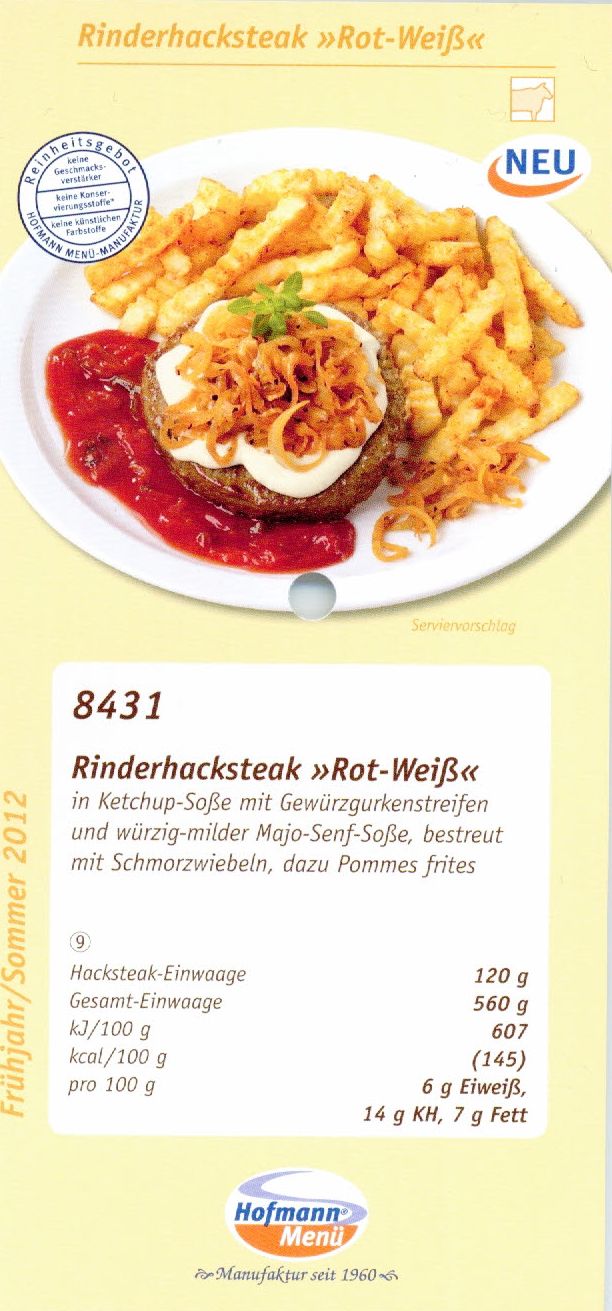 Rinderhacksteak »Rot-Weiß«
Reinheitsgebot
keine
Geschmacks-
verstärker
keine Konser-
vierungsstoffe*
keine künstlichen
Farbstoffe
HOFMANN MENÜ-MANUFAKTUR
NEU
Serviervorschlag
8431
Rinderhacksteak »Rot-Weiß«
in Ketchup-Soße mit Gewürzgurkenstreifen
und würzig-milder Majo-Senf-Soße, bestreut
mit Schmorzwiebeln, dazu Pommes frites
9
Hacksteak-Einwaage 120 g
Gesamt-Einwaage 560 g
kJ/100 g 607
kcal/100 g (145)
pro 100 g 6 g Eiweiß,
14 g KH, 7 g Fett
Frühjahr/Sommer 2012
Hofmann®
Menü
Manufaktur seit 1960